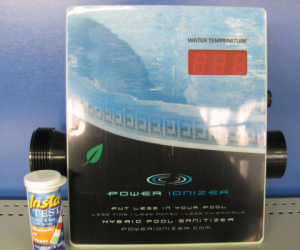 WATER TEMPERATURE
POWER IONIZER
PUT LESS IN YOUR POOL
LESS TIME • LESS MONEY • LESS CHEMICALS
HYBRID POOL SANITIZER
POWERIONIZER.COM
Insta
TEST